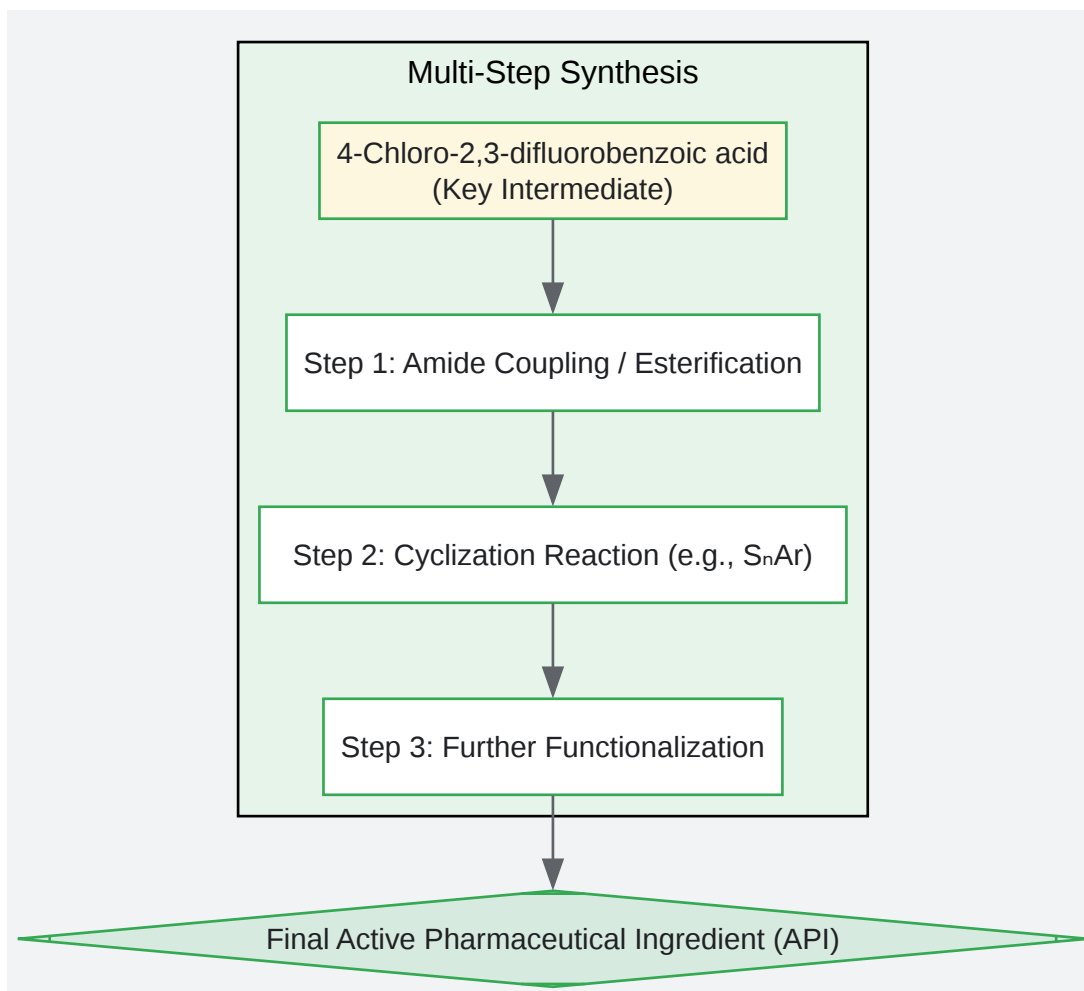 Multi-Step Synthesis
4-Chloro-2,3-difluorobenzoic acid
(Key Intermediate)
Step 1: Amide Coupling / Esterification
Step 2: Cyclization Reaction (e.g., SₙAr)
Step 3: Further Functionalization
Final Active Pharmaceutical Ingredient (API)